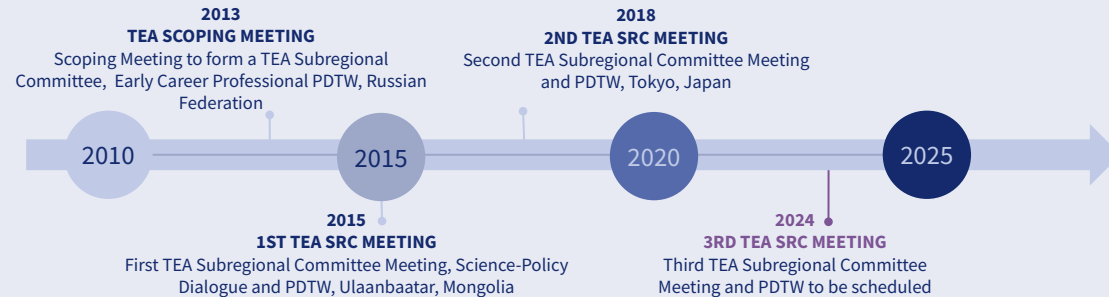 2013
TEA SCOPING MEETING
Scoping Meeting to form a TEA Subregional
Committee, Early Career Professional PDTW, Russian
Federation
2018
2ND TEA SRC MEETING
Second TEA Subregional Committee Meeting
and PDTW, Tokyo, Japan
2010
2015
2020
2025
2015
1ST TEA SRC MEETING
First TEA Subregional Committee Meeting, Science-Policy
Dialogue and PDTW, Ulaanbaatar, Mongolia
2024
3RD TEA SRC MEETING
Third TEA Subregional Committee
Meeting and PDTW to be scheduled